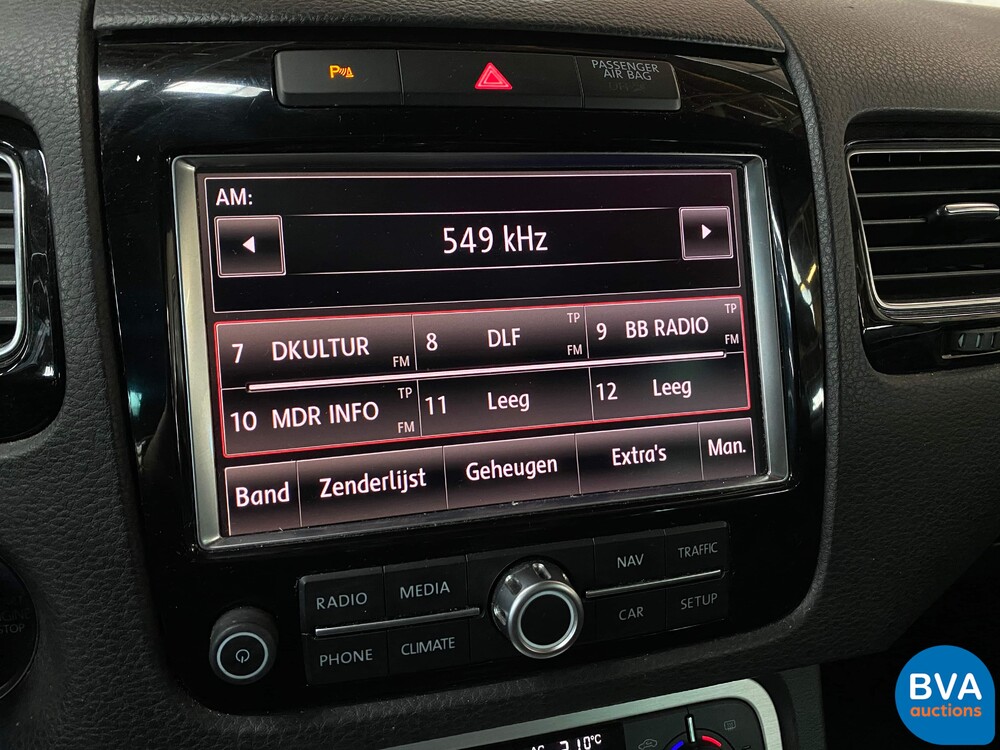 P
PASSENGER
AIR BAG
AM:
549 kHz
7 DKULTUR FM
8 DLF TP FM
9 BB RADIO TP FM
10 MDR INFO TP FM
11 Leeg
12 Leeg
Band Zenderlijst Geheugen Extra's Man.
RADIO MEDIA NAV TRAFFIC
PHONE CLIMATE CAR SETUP
BVA
auctions